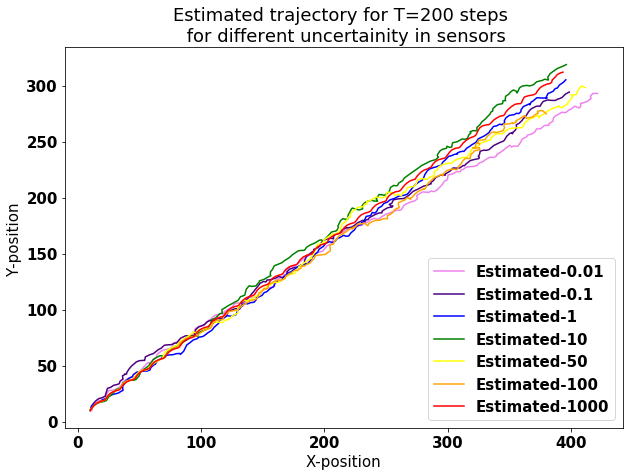 Estimated trajectory for T=200 steps
for different uncertainity in sensors
Y-position
300
250
200
150
100
50
0
0 100 200 300 400
X-position
Estimated-0.01
Estimated-0.1
Estimated-1
Estimated-10
Estimated-50
Estimated-100
Estimated-1000